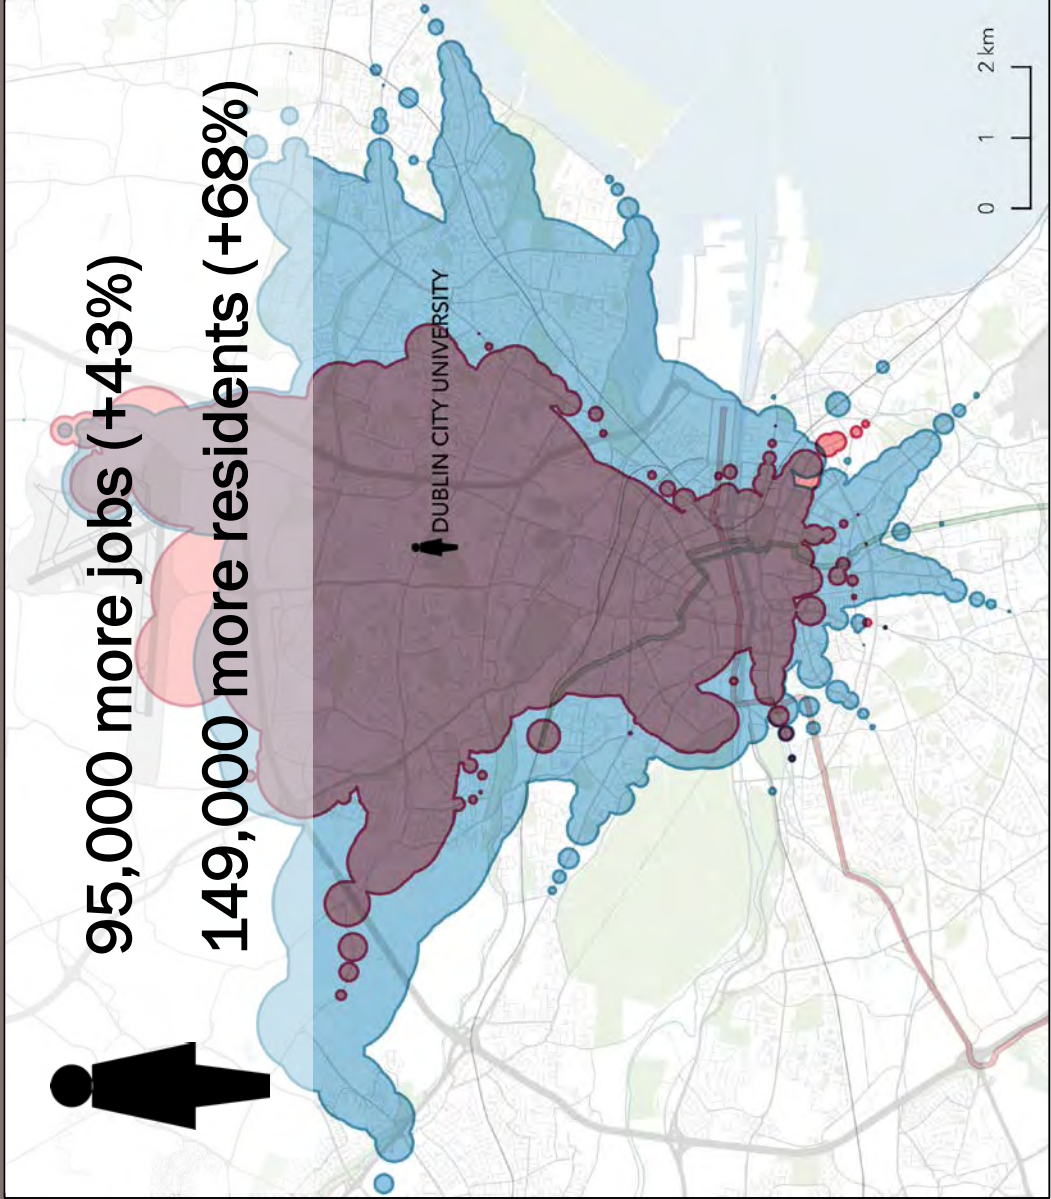 95,000 more jobs (+43%)
149,000 more residents (+68%)
DUBLIN CITY UNIVERSITY
0 1 2 km